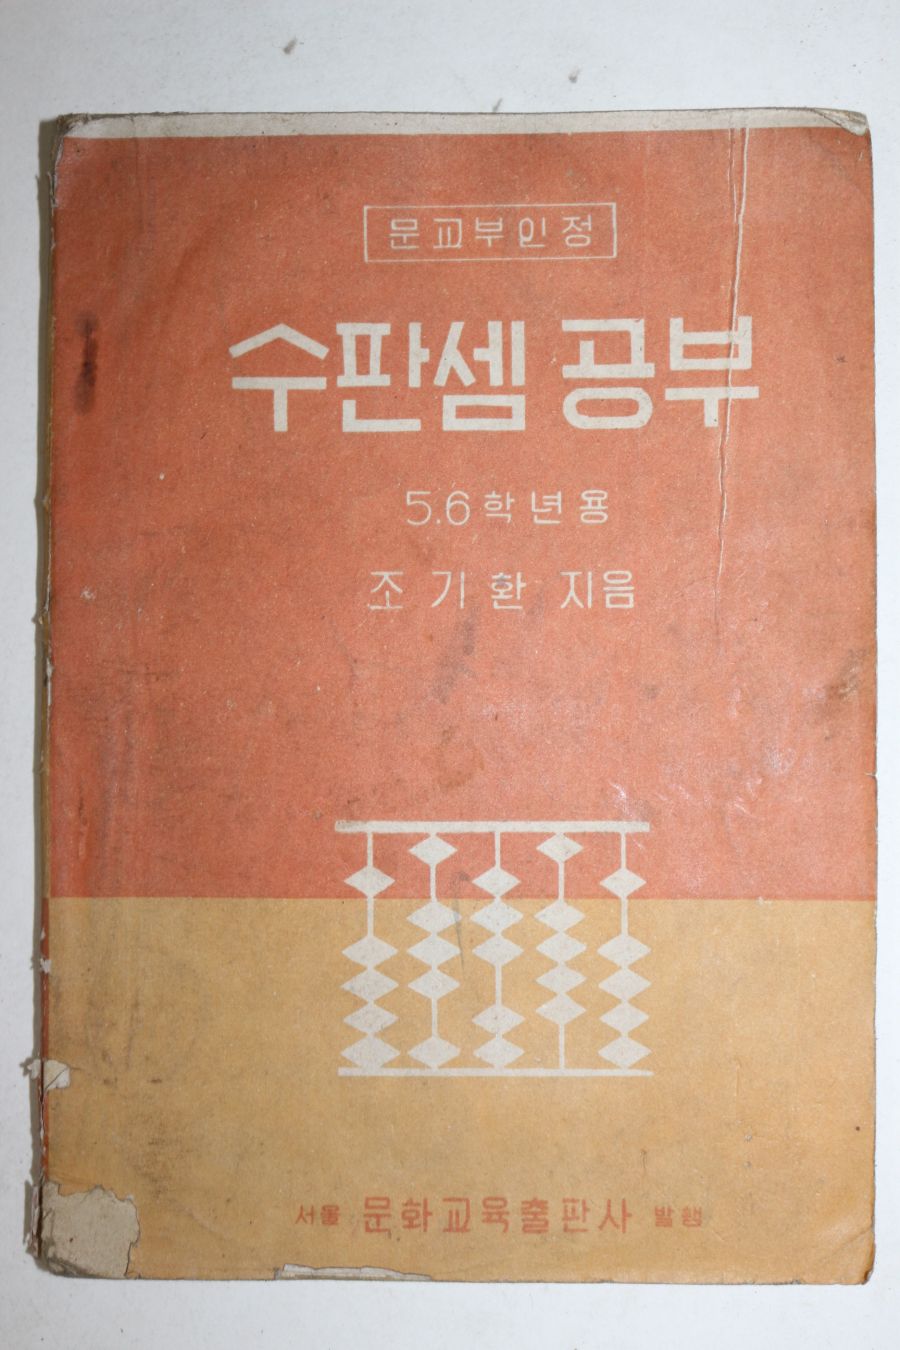 문교부인정
수판셈 공부
5.6학년용
조기환 지음
서울 문화교육출판사 발행